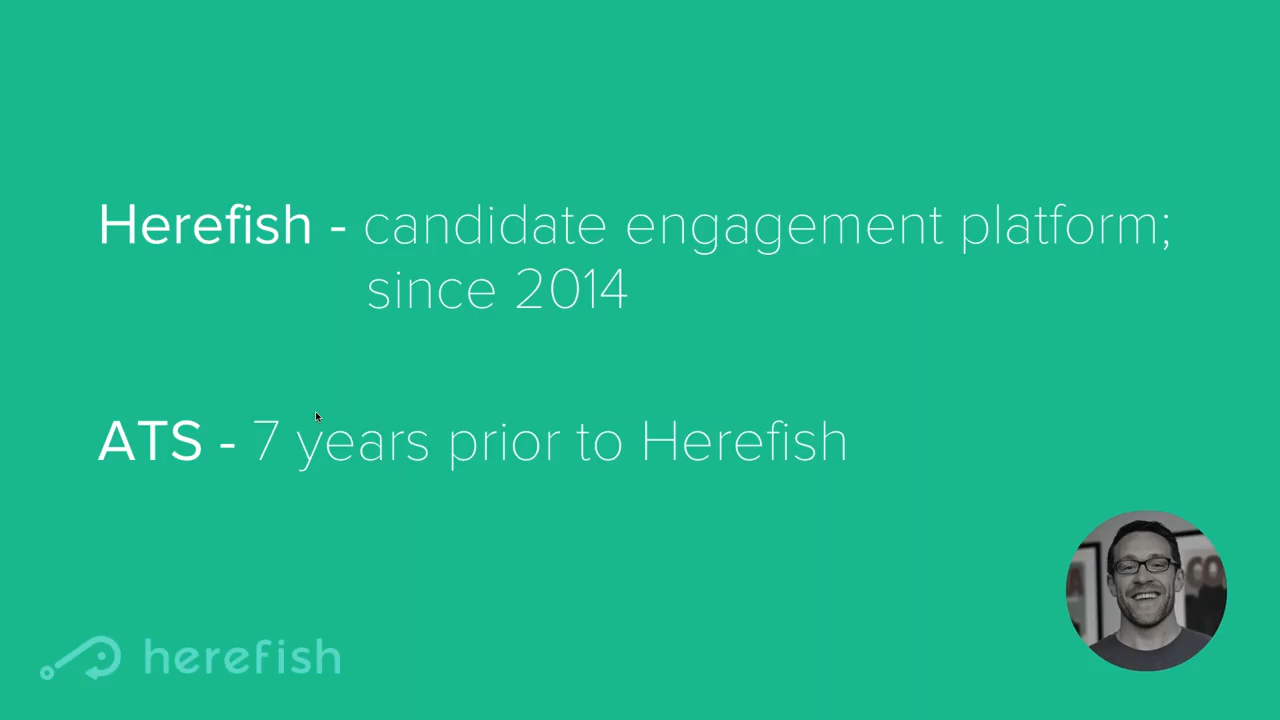 Herefish - candidate engagement platform;
since 2014
ATS - 7 years prior to Herefish
herefish